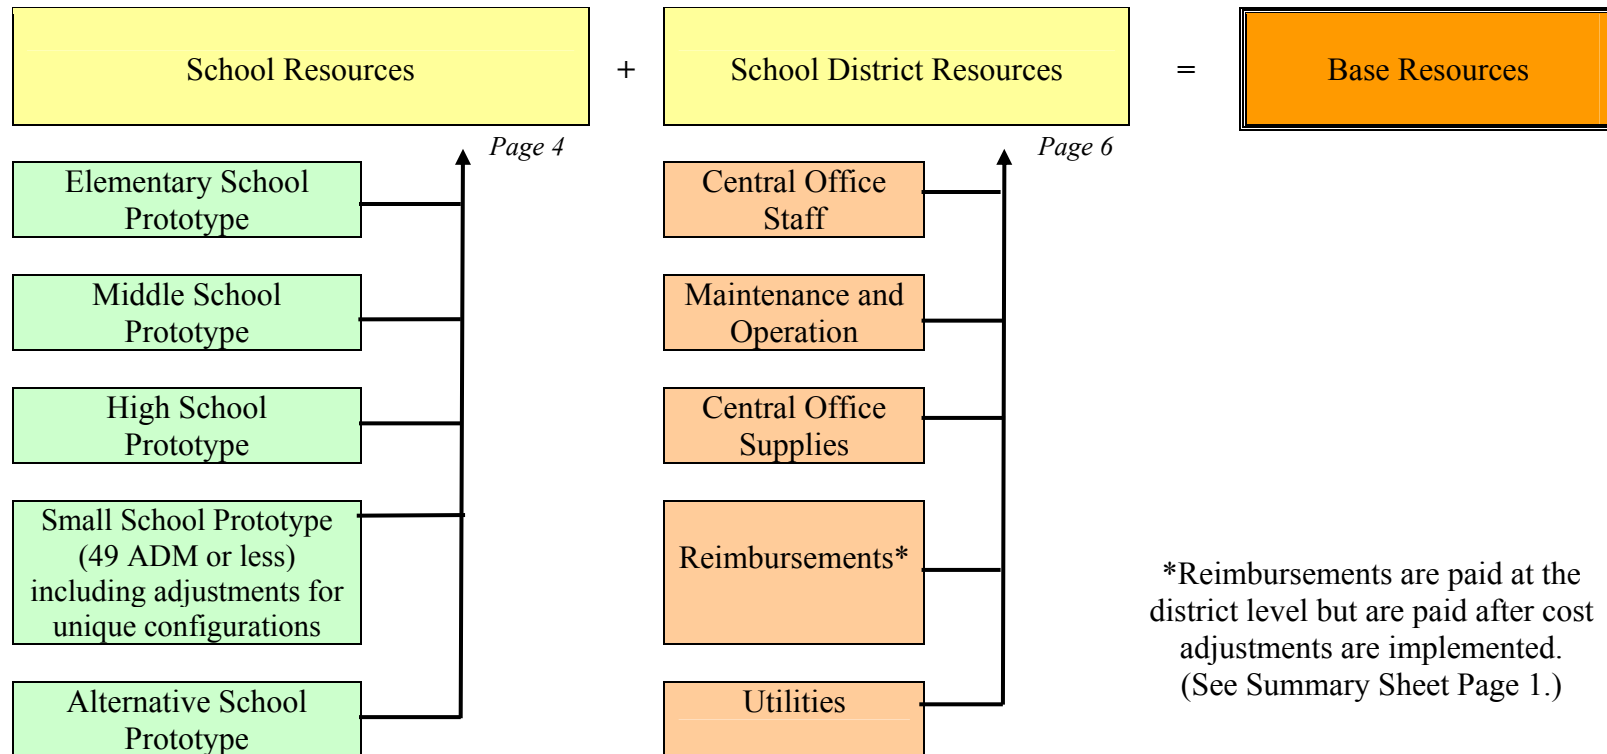 School Resources
+
School District Resources
=
Base Resources
Page 4
Page 6
Elementary School
Prototype
Central Office
Staff
Middle School
Prototype
Maintenance and
Operation
High School
Prototype
Central Office
Supplies
Small School Prototype
(49 ADM or less)
including adjustments for
unique configurations
Reimbursements*
*Reimbursements are paid at the
district level but are paid after cost
adjustments are implemented.
(See Summary Sheet Page 1.)
Alternative School
Prototype
Utilities